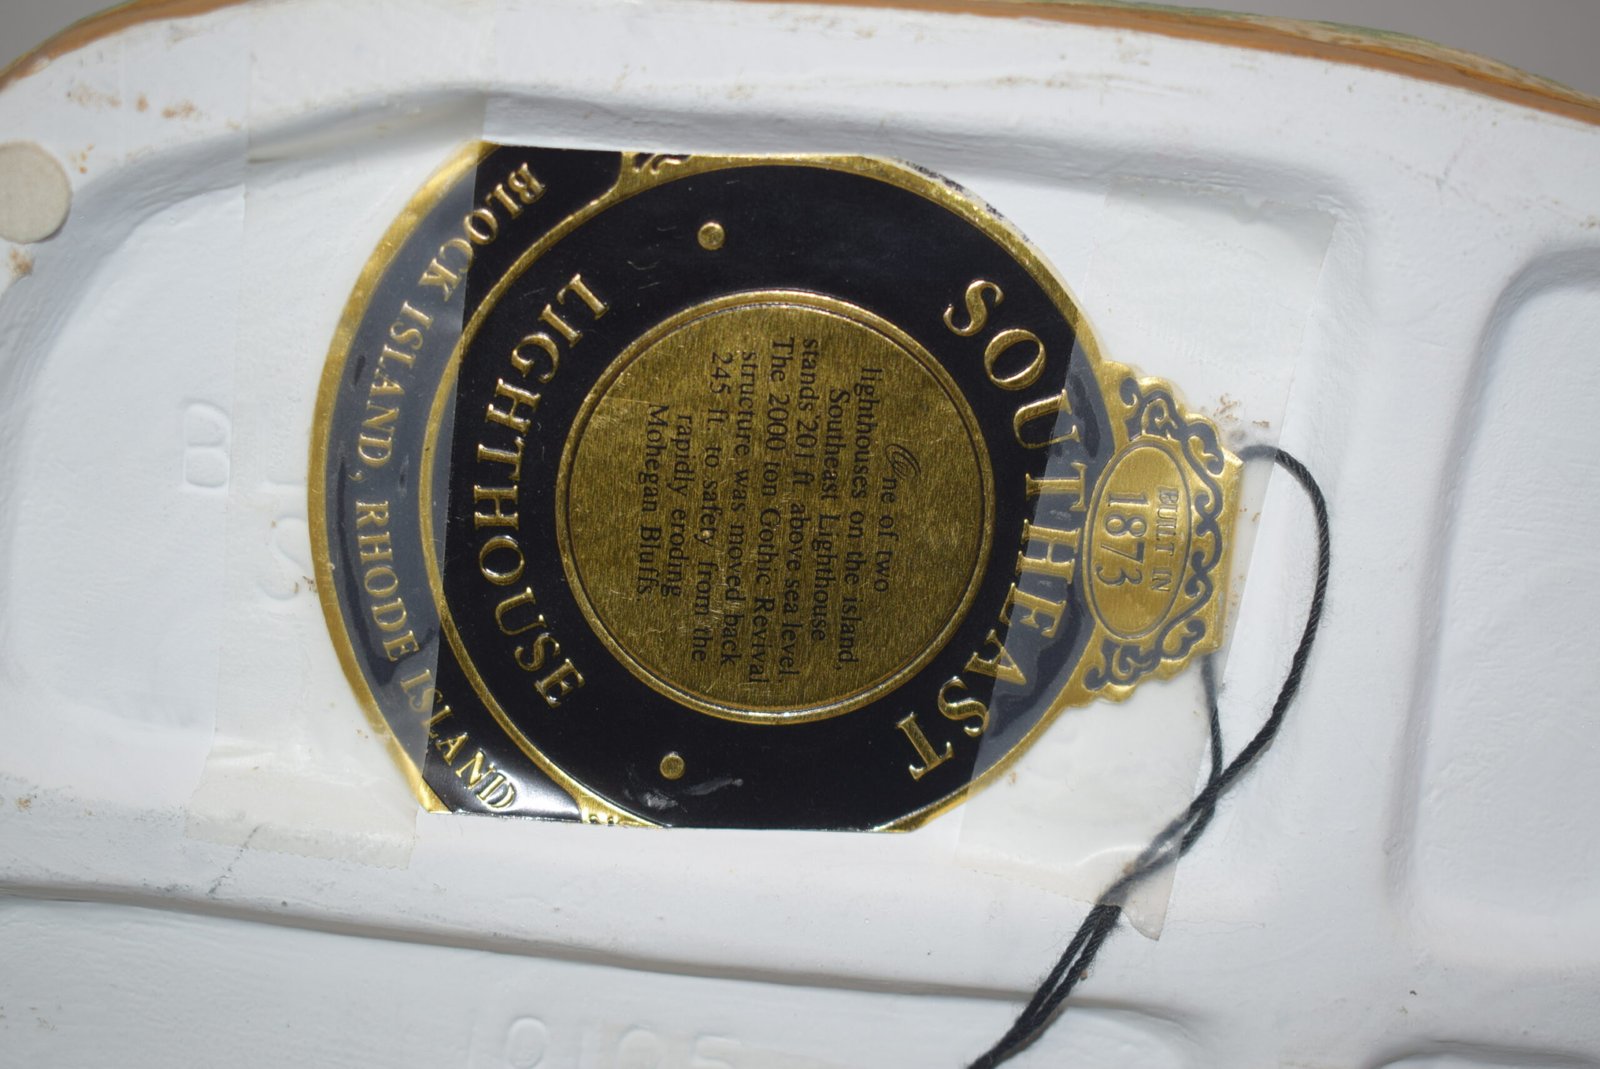 BUILT IN
1873
SOUTHEAST
One of two
lighthouses on the island,
Southeast Lighthouse
stands 201 ft above sea level.
The 2000 ton Gothic Revival
structure was moved back
245 ft. to safety from the
rapidly eroding
Mohegan Bluffs.
LIGHTHOUSE
BLOCK ISLAND, RHODE ISLAND